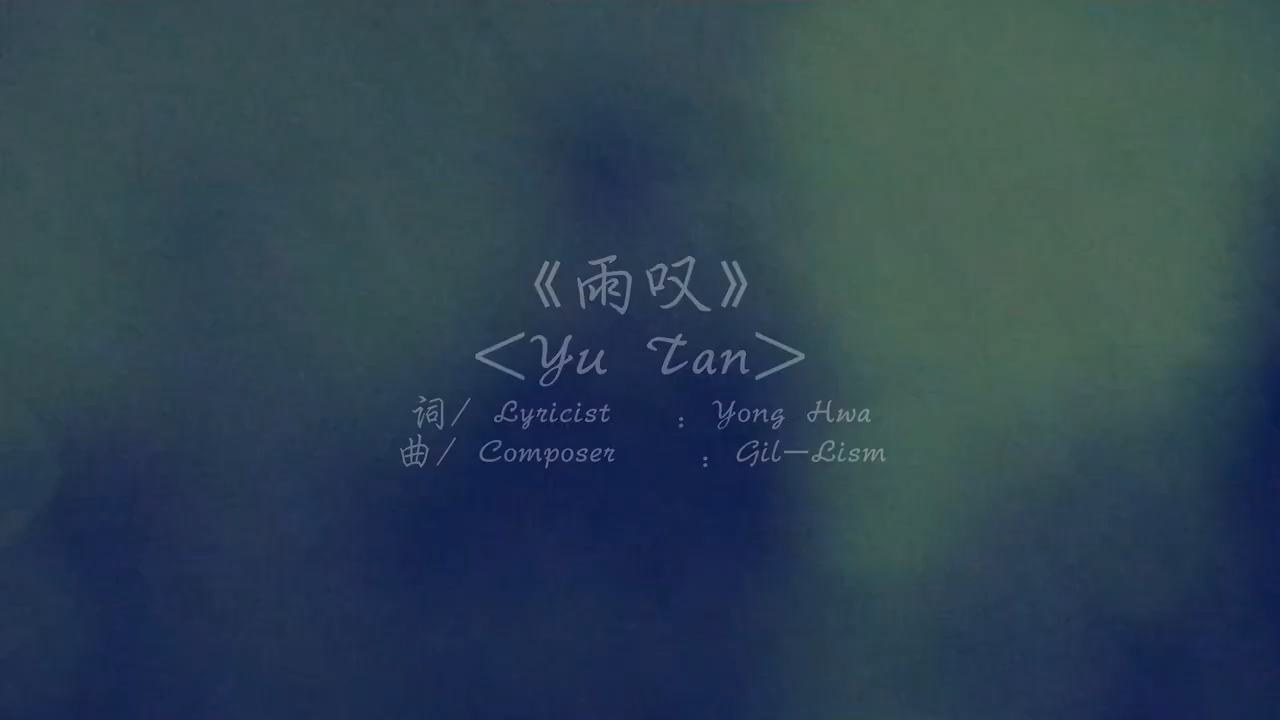 《雨叹》
<Yu Tan>
词/ Lyricist : Yong Hwa
曲/ Composer : Gil—Lism